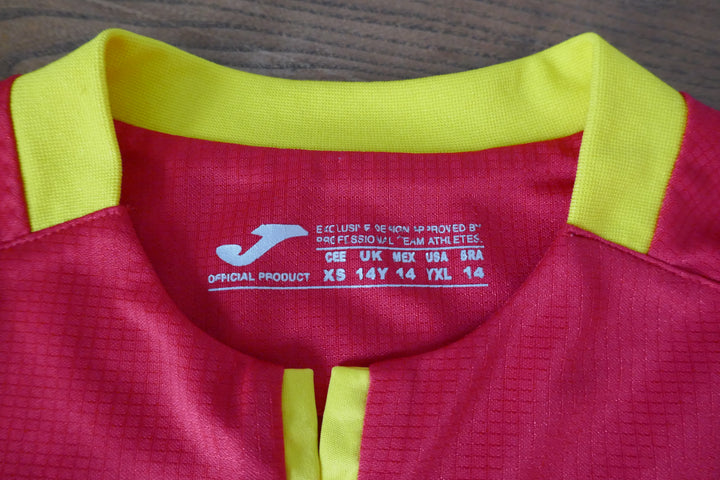 EXCLUSIVE DESIGN APPROVED BY
PROFESSIONAL TEAM ATHLETES.
CEE UK MEX USA BRA
OFFICIAL PRODUCT XS 14Y 14 YXL 14